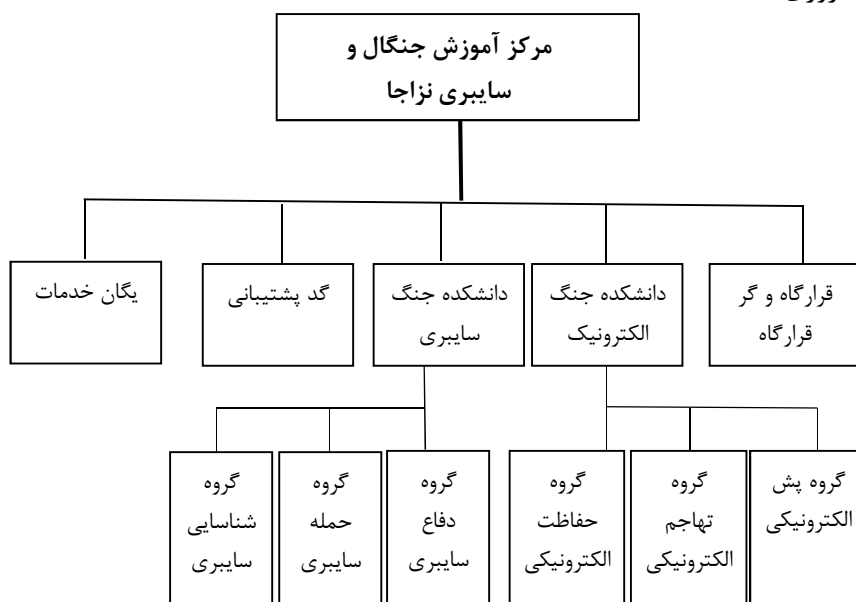 مرکز آموزش جنگال و
سایبری نزاجا
قرارگاه و گر
قرارگاه
دانشکده جنگ
الکترونیک
دانشکده جنگ
سایبری
گد پشتیبانی
یگان خدمات
گروه پش
الکترونیکی
گروه
تهاجم
الکترونیکی
گروه
حفاظت
الکترونیکی
گروه
دفاع
سایبری
گروه
حمله
سایبری
گروه
شناسایی
سایبری